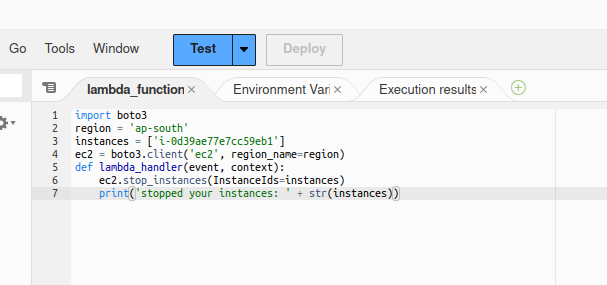 Go Tools Window Test Deploy
lambda_function Environment Vari Execution results
1 import boto3
2 region = 'ap-south'
3 instances = ['i-0d39ae77e7cc59eb1']
4 ec2 = boto3.client('ec2', region_name=region)
5 def lambda_handler(event, context):
6 ec2.stop_instances(InstanceIds=instances)
7 print('stopped your instances: ' + str(instances))